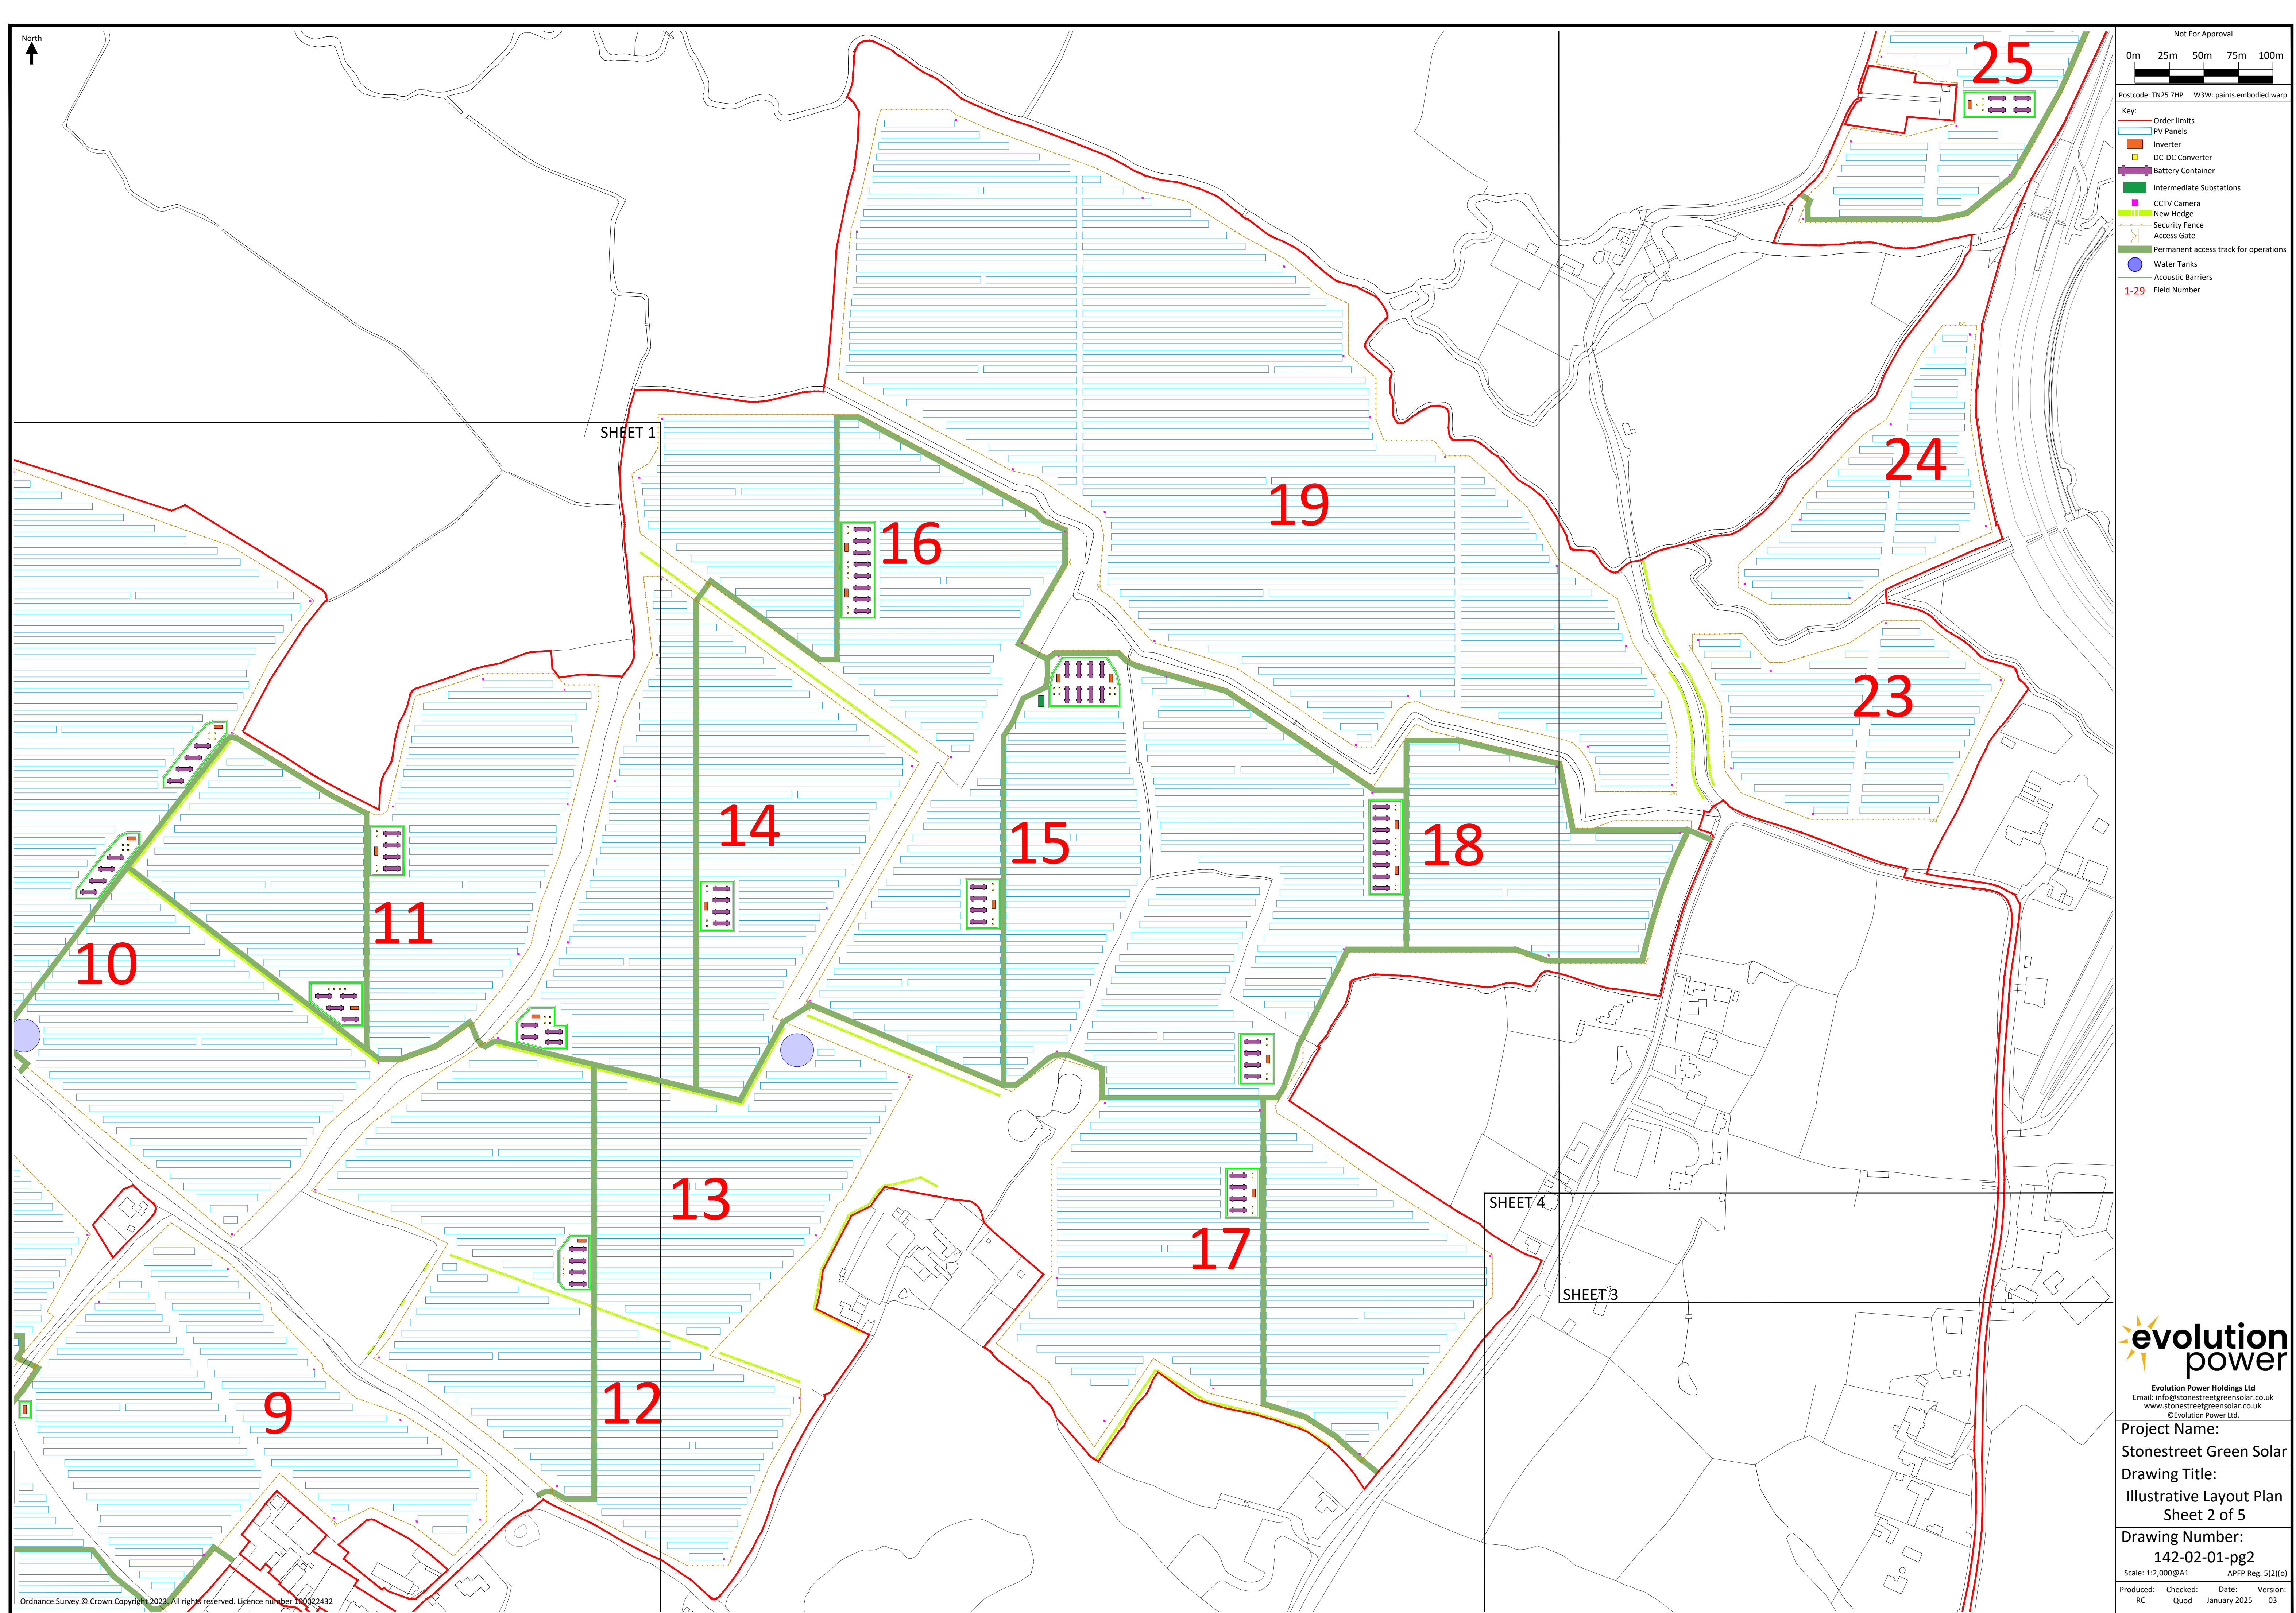 North
25
SHEET 1
19
16
24
23
14
15
18
11
10
13
SHEET 4
17
SHEET 3
12
9
Ordnance Survey © Crown Copyright 2023. All rights reserved. Licence number 100022432
Not For Approval
0m 25m 50m 75m 100m
Postcode: TN25 7HP W3W: paints.embodied.warp
Key:
Order limits
PV Panels
Inverter
DC-DC Converter
Battery Container
Intermediate Substations
CCTV Camera
New Hedge
Security Fence
Access Gate
Permanent access track for operations
Water Tanks
Acoustic Barriers
1-29 Field Number
evolution
power
Evolution Power Holdings Ltd
Email: info@stonestreetgreensolar.co.uk
www.stonestreetgreensolar.co.uk
©Evolution Power Ltd.
Project Name:
Stonestreet Green Solar
Drawing Title:
Illustrative Layout Plan
Sheet 2 of 5
Drawing Number:
142-02-01-pg2
Scale: 1:2,000@A1 APFP Reg. 5(2)(o)
Produced: Checked: Date: Version:
RC Quod January 2025 03